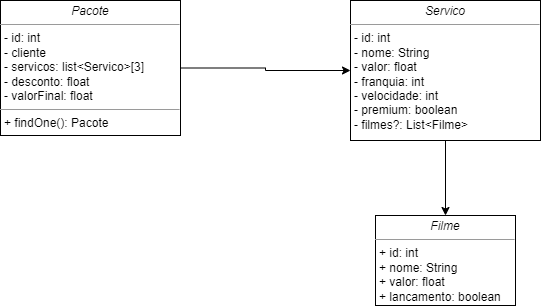 Pacote
- id: int
- cliente
- servicos: list<Servico>[3]
- desconto: float
- valorFinal: float
+ findOne(): Pacote
Servico
- id: int
- nome: String
- valor: float
- franquia: int
- velocidade: int
- premium: boolean
- filmes?: List<Filme>
Filme
+ id: int
+ nome: String
+ valor: float
+ lancamento: boolean